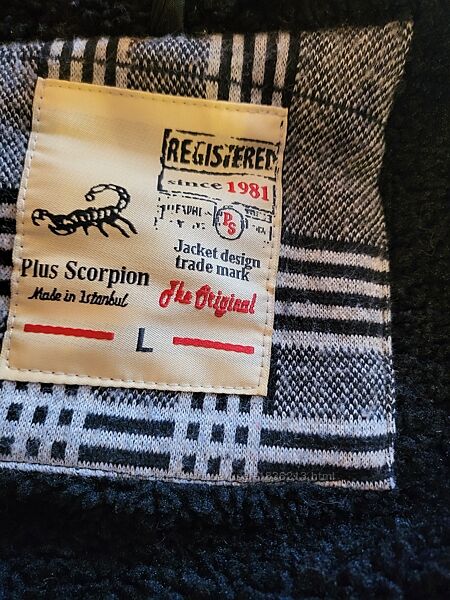 REGISTERED
since 1981
PS
Jacket design
trade mark
Plus Scorpion
Made in Istanbul
The Original
L